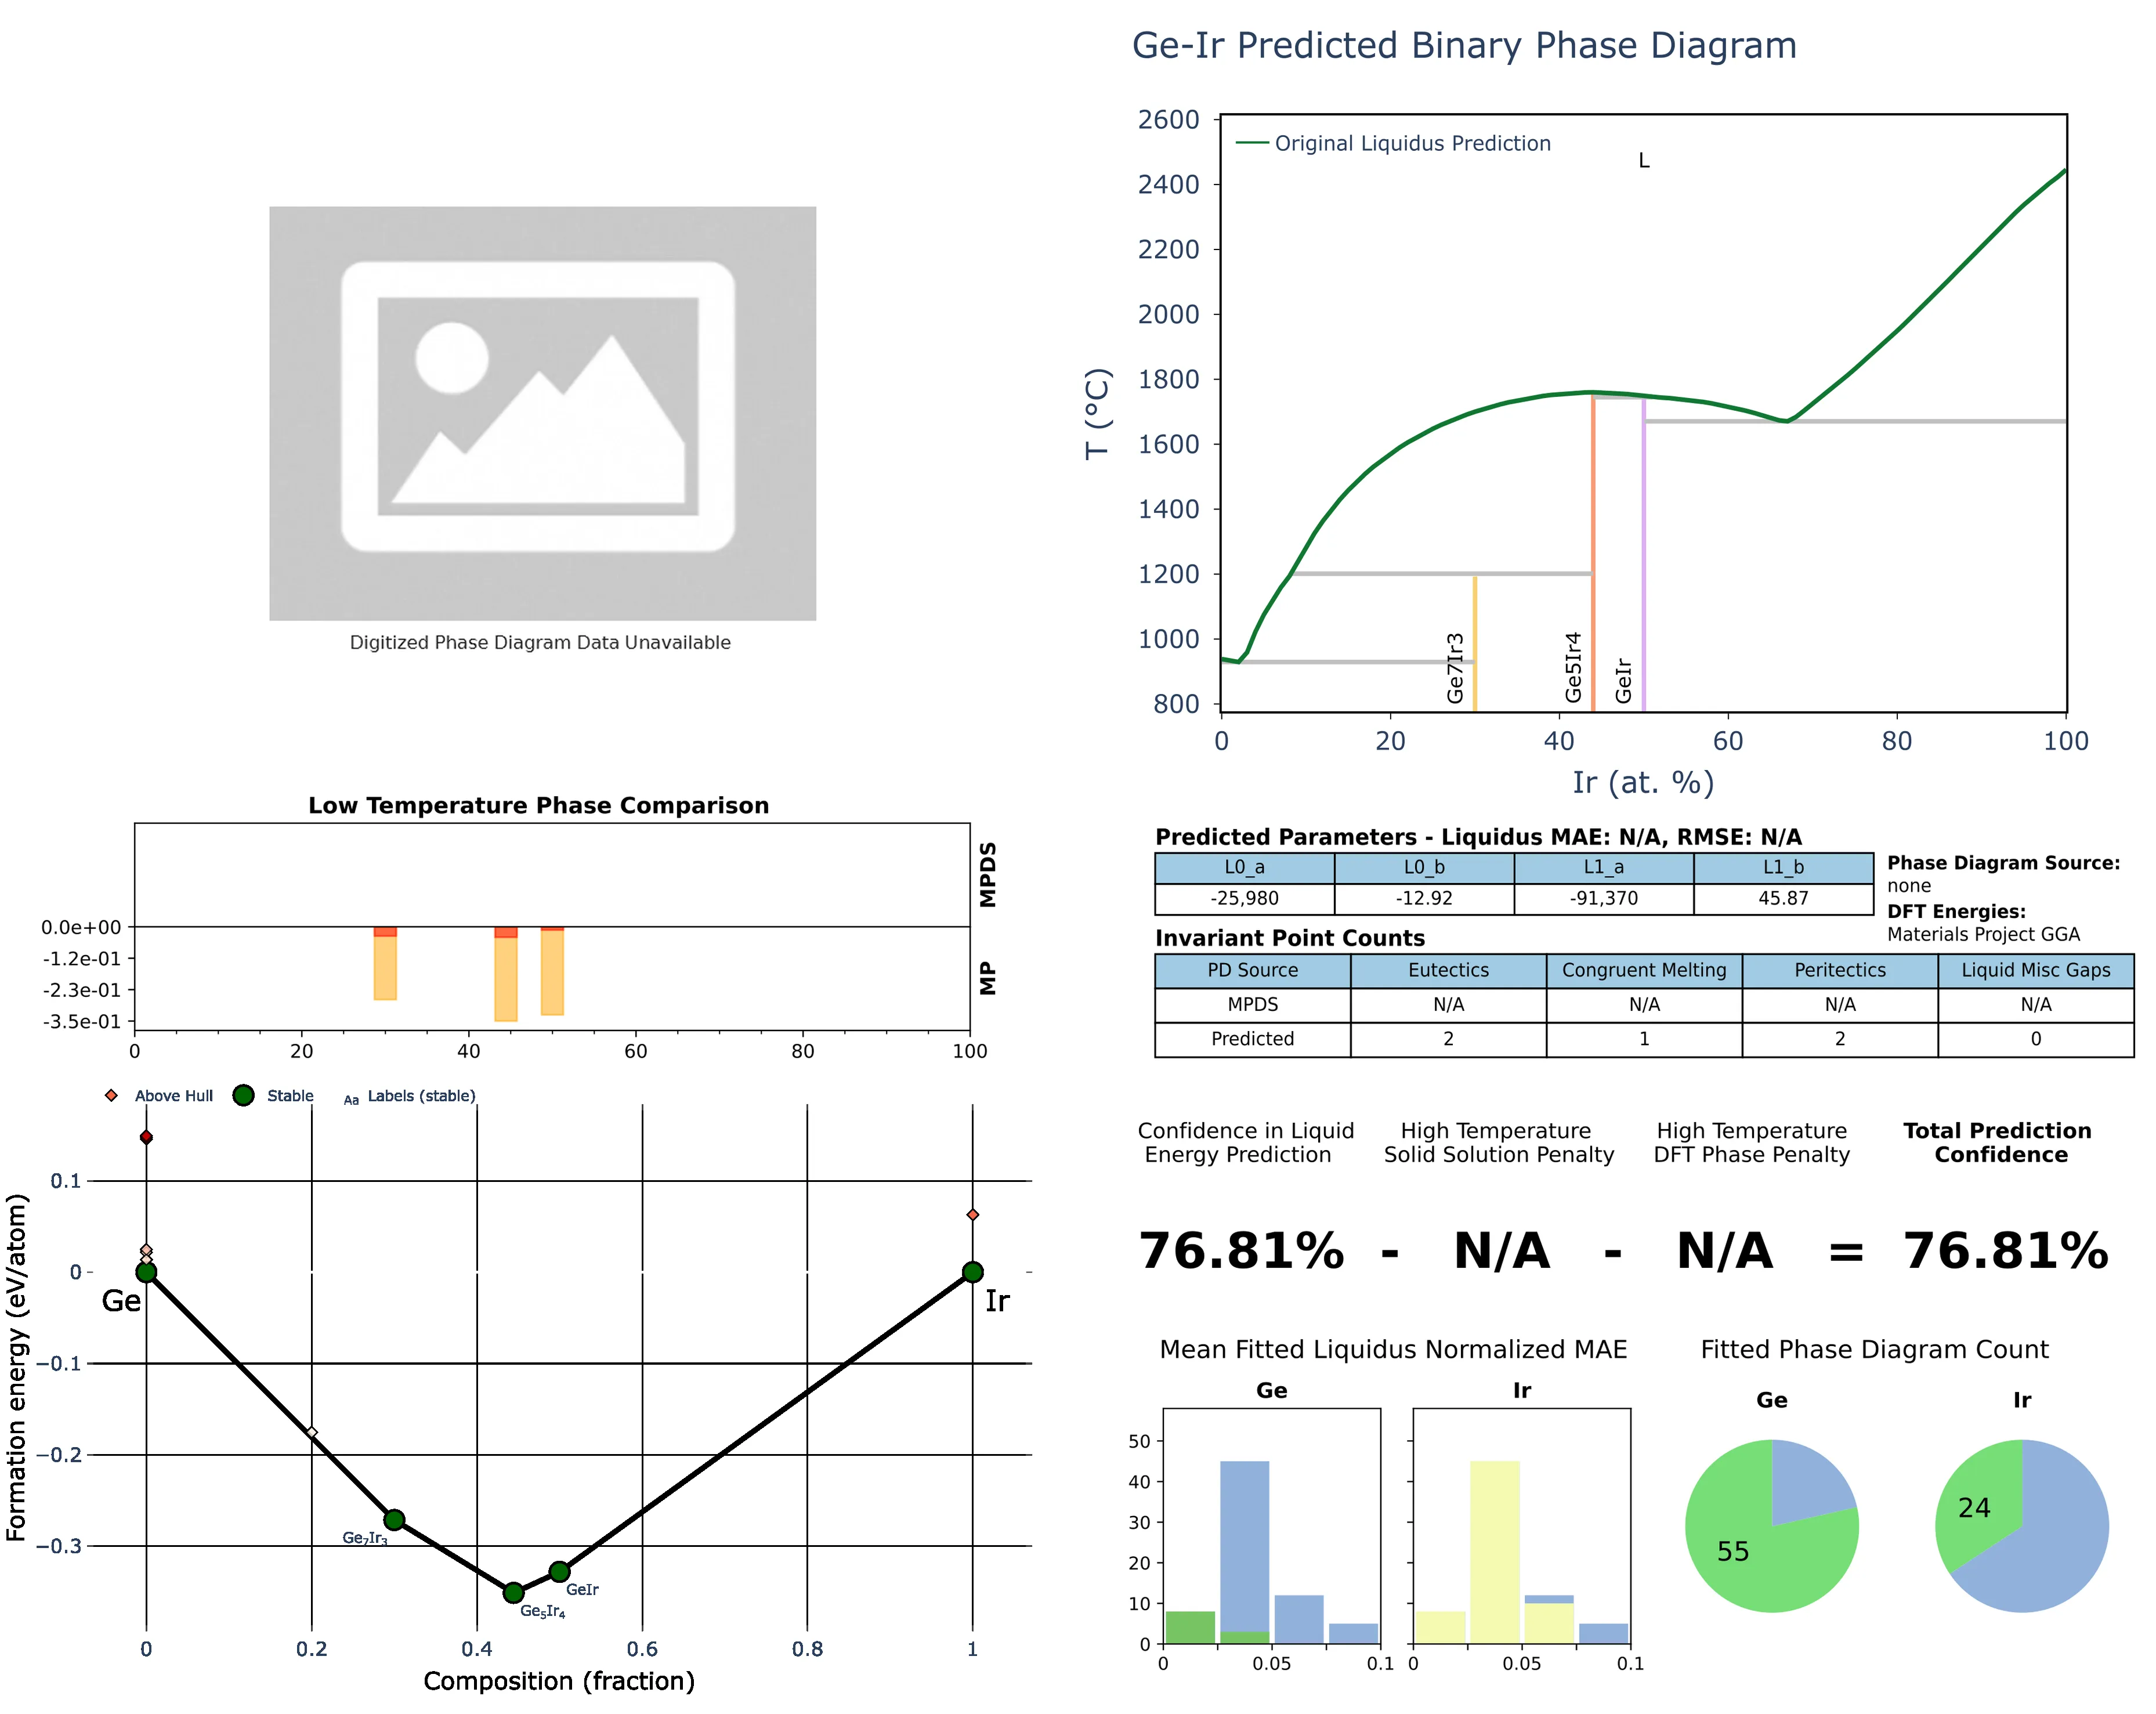 Ge-Ir Predicted Binary Phase Diagram
2600
2400
2200
2000
1800
1600
1400
1200
1000
800
T (°C)
Original Liquidus Prediction
L
Ge7Ir3
Ge5Ir4
GeIr
0 20 40 60 80 100
Ir (at. %)
Digitized Phase Diagram Data Unavailable
Low Temperature Phase Comparison
MPDS
MP
0.0e+00
-1.2e-01
-2.3e-01
-3.5e-01
0 20 40 60 80 100
Predicted Parameters - Liquidus MAE: N/A, RMSE: N/A
L0_a L0_b L1_a L1_b
-25,980 -12.92 -91,370 45.87
Phase Diagram Source:
none
DFT Energies:
Materials Project GGA
Invariant Point Counts
PD Source Eutectics Congruent Melting Peritectics Liquid Misc Gaps
MPDS N/A N/A N/A N/A
Predicted 2 1 2 0
Above Hull Stable Aa Labels (stable)
0.1
0
−0.1
−0.2
−0.3
Formation energy (eV/atom)
Ge
Ir
Ge₇Ir₃
GeIr
Ge₅Ir₄
0 0.2 0.4 0.6 0.8 1
Composition (fraction)
Confidence in Liquid
Energy Prediction
High Temperature
Solid Solution Penalty
High Temperature
DFT Phase Penalty
Total Prediction
Confidence
76.81% - N/A - N/A = 76.81%
Mean Fitted Liquidus Normalized MAE
Ge
Ir
50
40
30
20
10
0
0 0.05 0.1
0 0.05 0.1
Fitted Phase Diagram Count
Ge
Ir
55
24